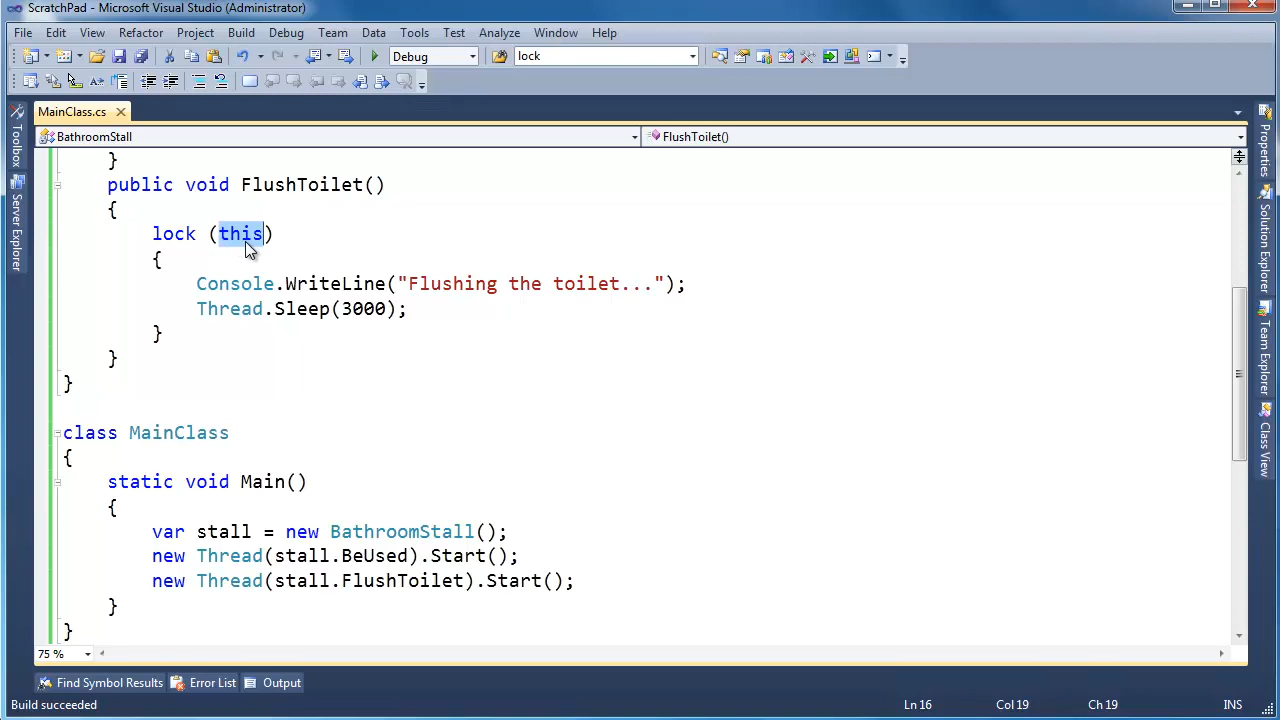 ScratchPad - Microsoft Visual Studio (Administrator)
File Edit View Refactor Project Build Debug Team Data Tools Test Analyze Window Help
Debug lock
MainClass.cs
BathroomStall FlushToilet()
}
public void FlushToilet()
{
lock (this)
{
Console.WriteLine("Flushing the toilet...");
Thread.Sleep(3000);
}
}
}
class MainClass
{
static void Main()
{
var stall = new BathroomStall();
new Thread(stall.BeUsed).Start();
new Thread(stall.FlushToilet).Start();
}
}
75 %
Toolbox
Server Explorer
Properties
Solution Explorer
Team Explorer
Class View
Find Symbol Results Error List Output
Build succeeded Ln 16 Col 19 Ch 19 INS